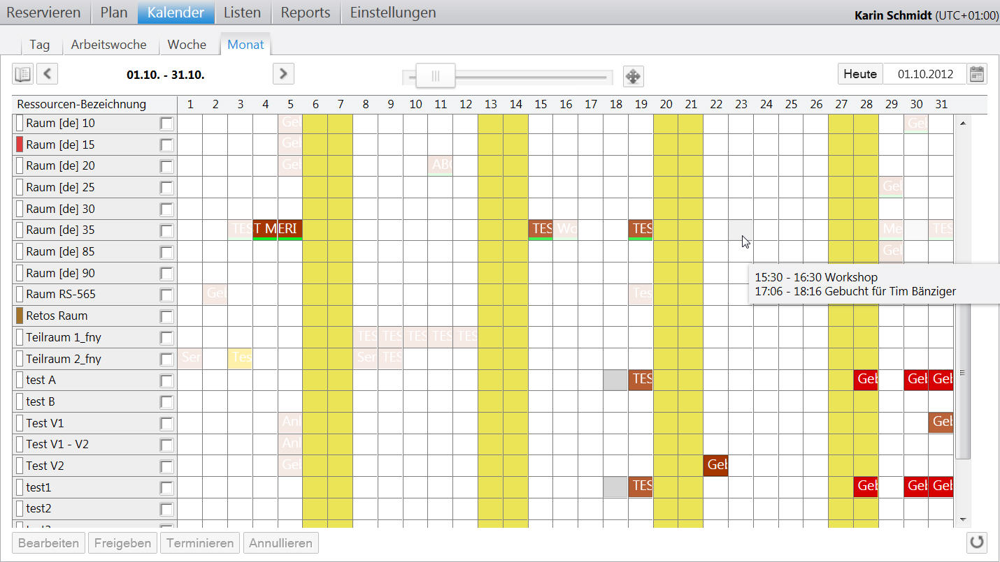 Reservieren Plan Kalender Listen Reports Einstellungen Karin Schmidt (UTC+01:00)
Tag Arbeitswoche Woche Monat
01.10. - 31.10. Heute 01.10.2012
Ressourcen-Bezeichnung 1 2 3 4 5 6 7 8 9 10 11 12 13 14 15 16 17 18 19 20 21 22 23 24 25 26 27 28 29 30 31
Raum [de] 10 Gel Gel
Raum [de] 15 Gel
Raum [de] 20 Gel ABC
Raum [de] 25 Gel
Raum [de] 30
Raum [de] 35 TEST MERI TES Wo TES Me TES
Raum [de] 85 Gel
Raum [de] 90
15:30 - 16:30 Workshop
17:06 - 18:16 Gebucht für Tim Bänziger
Raum RS-565 Geb Tes
Retos Raum
Teilraum 1_fny TES TES TES TES TES
Teilraum 2_fny Ser Tes Ser TES
test A TES Geb Geb Geb
test B
Test V1 Anl Geb
Test V1 - V2 Anl
Test V2 Gel Geb
test1 TES Geb Geb Geb
test2
Bearbeiten Freigeben Terminieren Annullieren